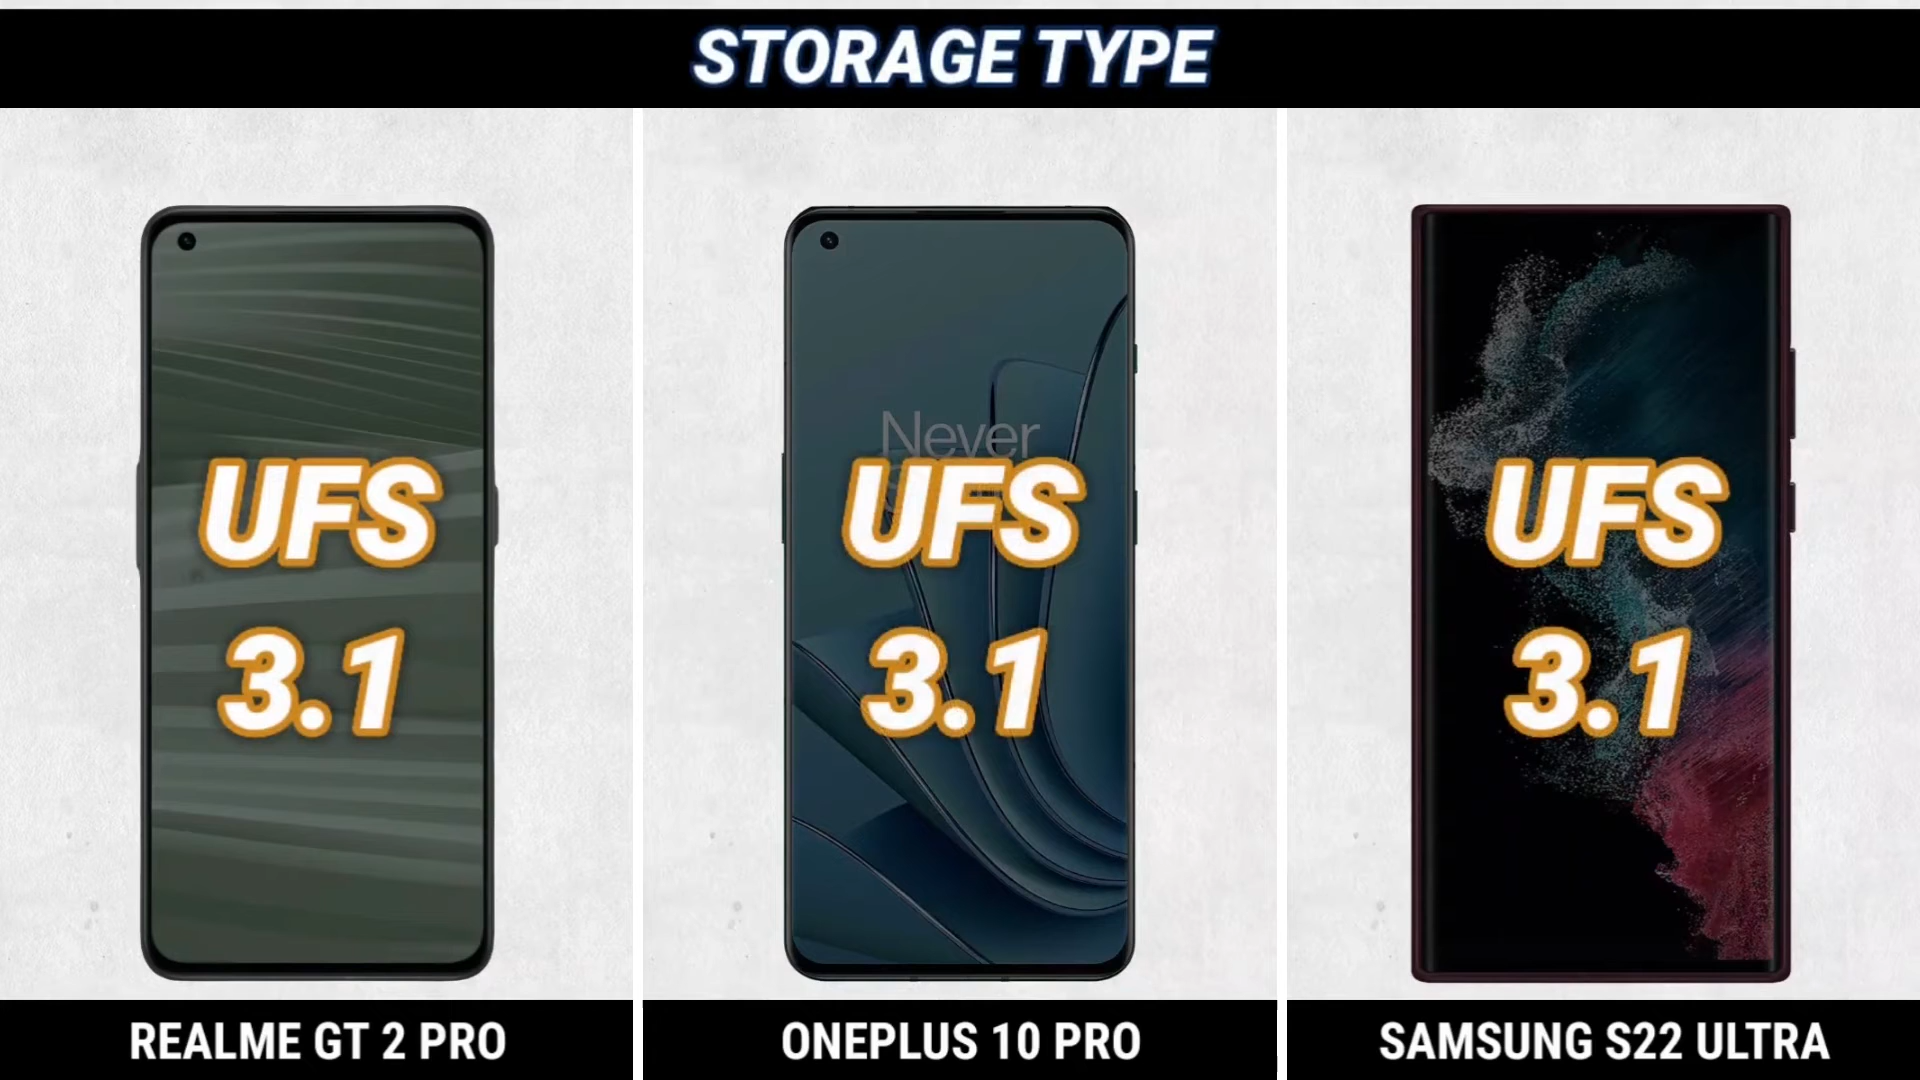 STORAGE TYPE
Never
UFS
3.1
UFS
3.1
UFS
3.1
REALME GT 2 PRO
ONEPLUS 10 PRO
SAMSUNG S22 ULTRA